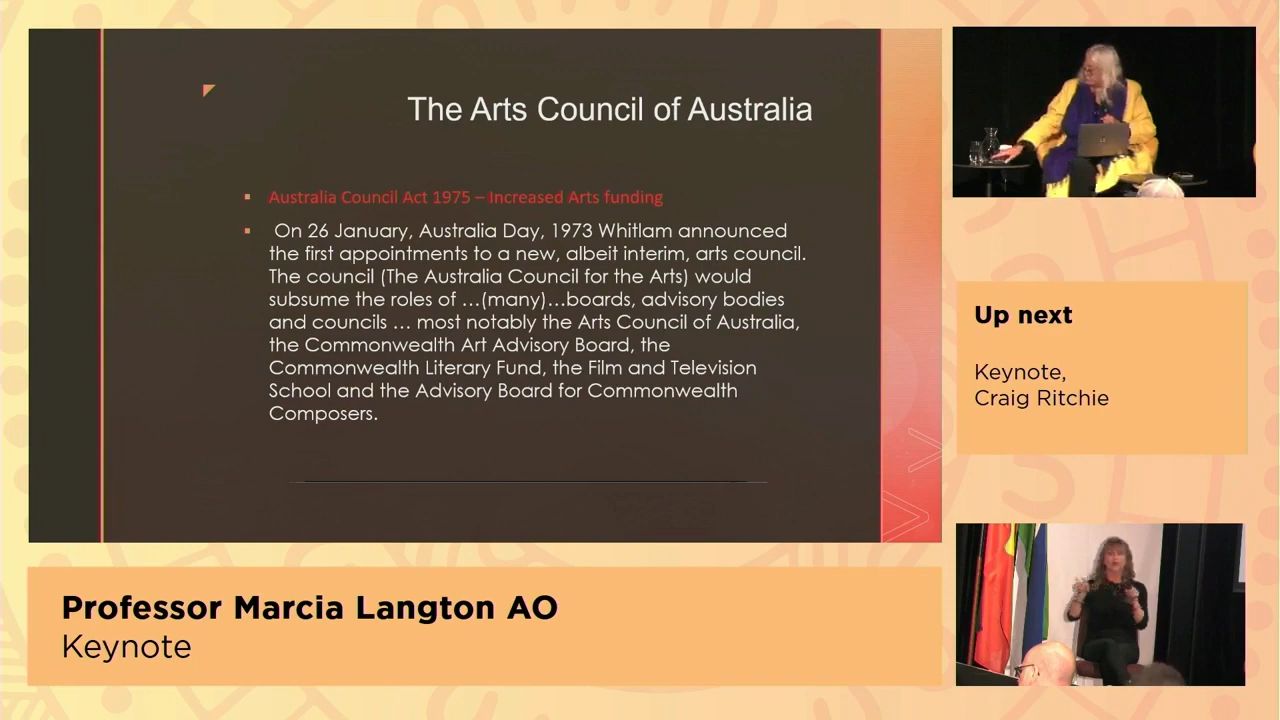 The Arts Council of Australia
Australia Council Act 1975 – Increased Arts funding
On 26 January, Australia Day, 1973 Whitlam announced
the first appointments to a new, albeit interim, arts council.
The council (The Australia Council for the Arts) would
subsume the roles of …(many)…boards, advisory bodies
and councils … most notably the Arts Council of Australia,
the Commonwealth Art Advisory Board, the
Commonwealth Literary Fund, the Film and Television
School and the Advisory Board for Commonwealth
Composers.
Up next
Keynote,
Craig Ritchie
Professor Marcia Langton AO
Keynote